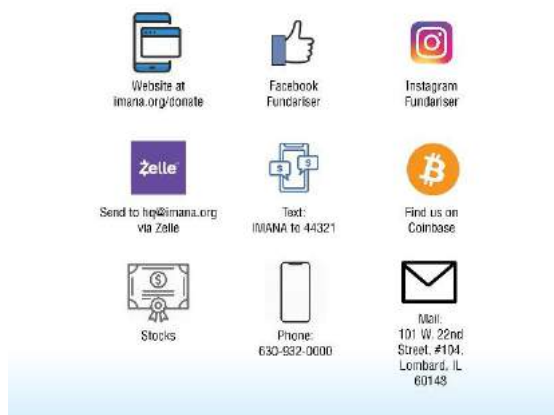 Website at
imana.org/donate
Facebook
Fundariser
Instagram
Fundariser
Zelle
Send to hq@imana.org
via Zelle
$ $
Text:
IMANA to 44321
₿
Find us on
Coinbase
$
Stocks
Phone:
630-932-0000
Mail:
101 W. 22nd
Street, #104,
Lombard, IL
60148